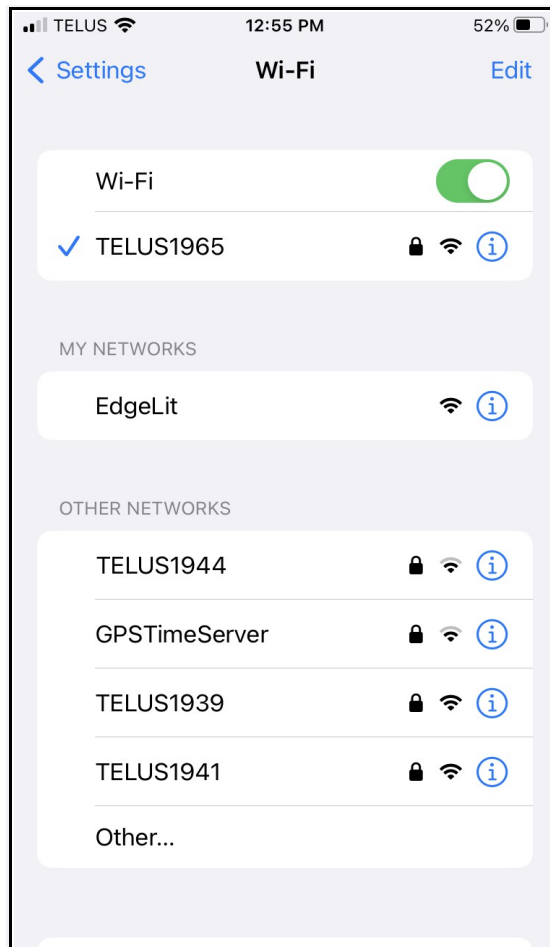 TELUS 12:55 PM 52%
Settings Wi-Fi Edit
Wi-Fi
TELUS1965
MY NETWORKS
EdgeLit
OTHER NETWORKS
TELUS1944
GPSTimeServer
TELUS1939
TELUS1941
Other...